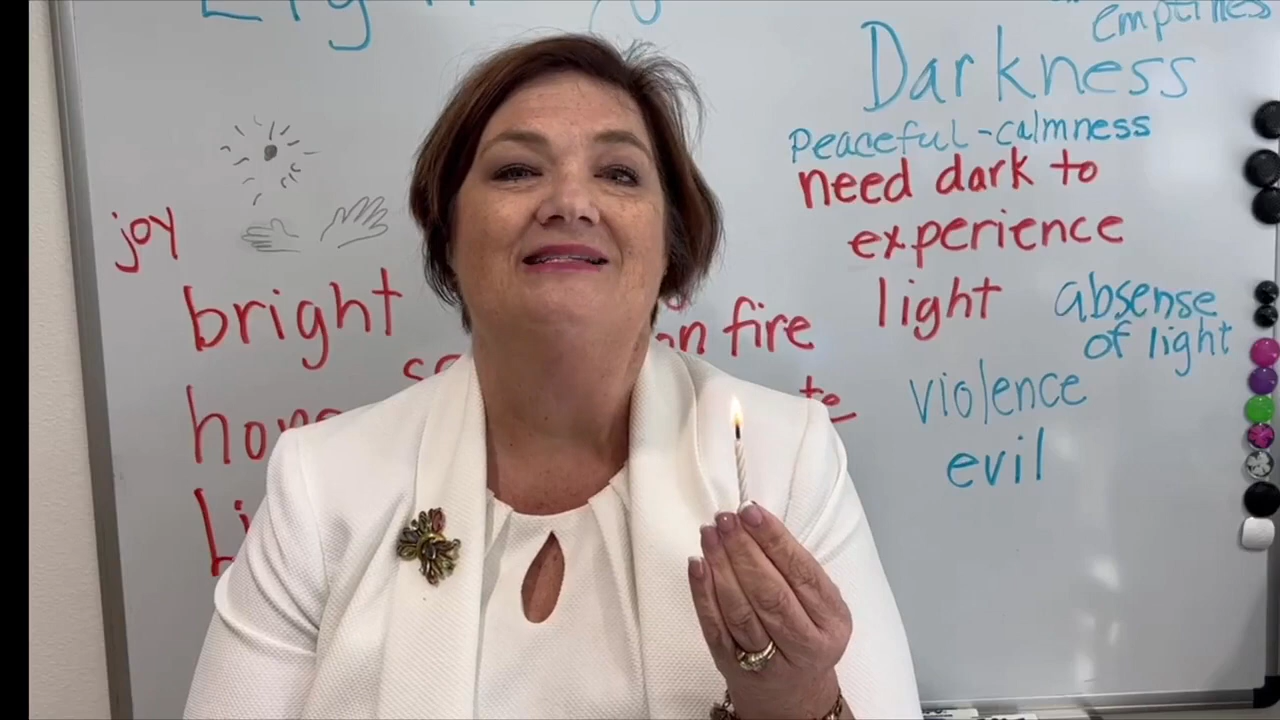 emptiness
Darkness
Peaceful-calmness
need dark to
experience
light
absense
of light
violence
evil
joy
bright
on fire